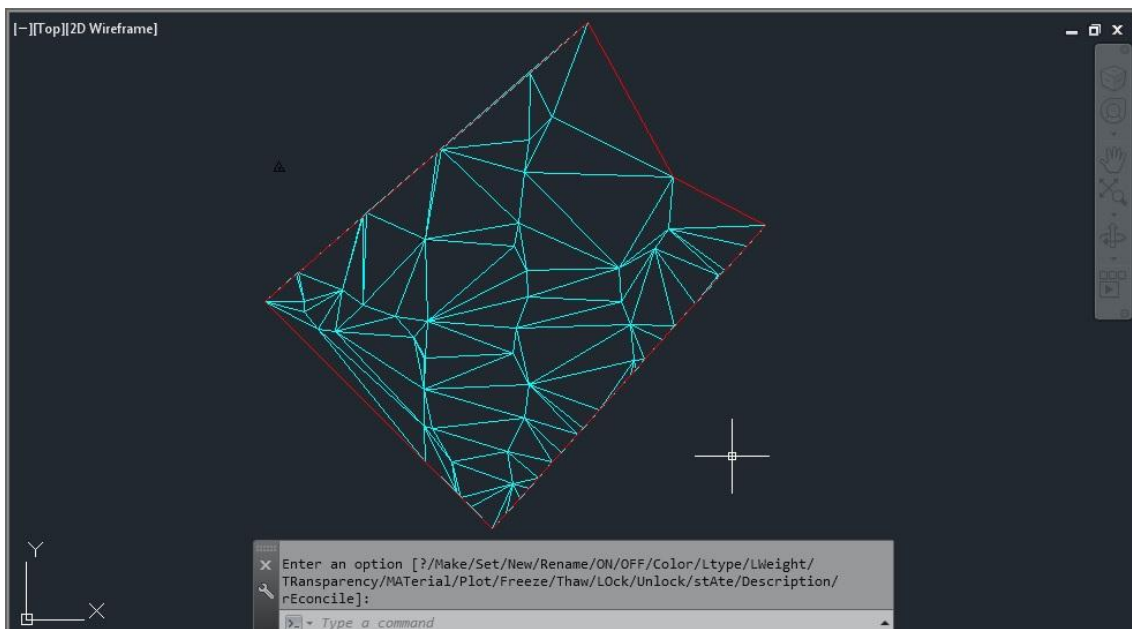 [−][Top][2D Wireframe]
Y
X
Enter an option [?/Make/Set/New/Rename/ON/OFF/Color/Ltype/LWeight/
TRansparency/MATerial/Plot/Freeze/Thaw/LOck/Unlock/stAte/Description/
rEconcile]:
Type a command